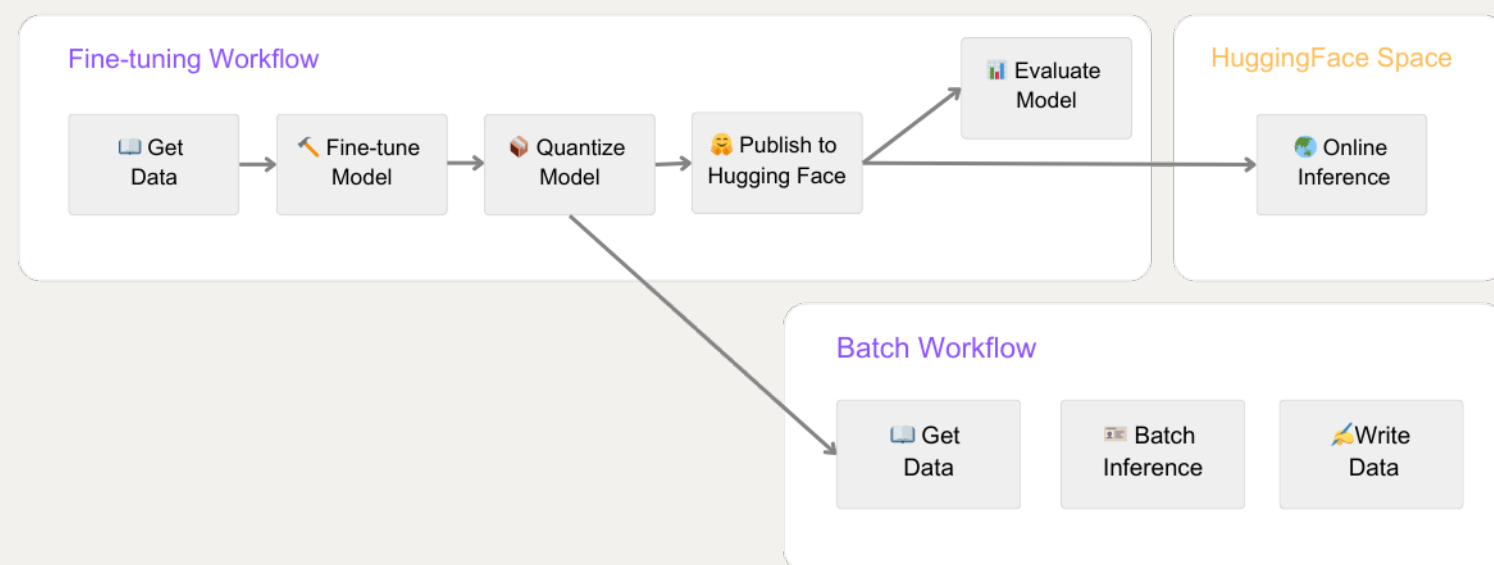 Fine-tuning Workflow
HuggingFace Space
📊 Evaluate
Model
📖 Get
Data
🔨 Fine-tune
Model
📦 Quantize
Model
🤗 Publish to
Hugging Face
🌏 Online
Inference
Batch Workflow
📖 Get
Data
🪪 Batch
Inference
✍️Write
Data